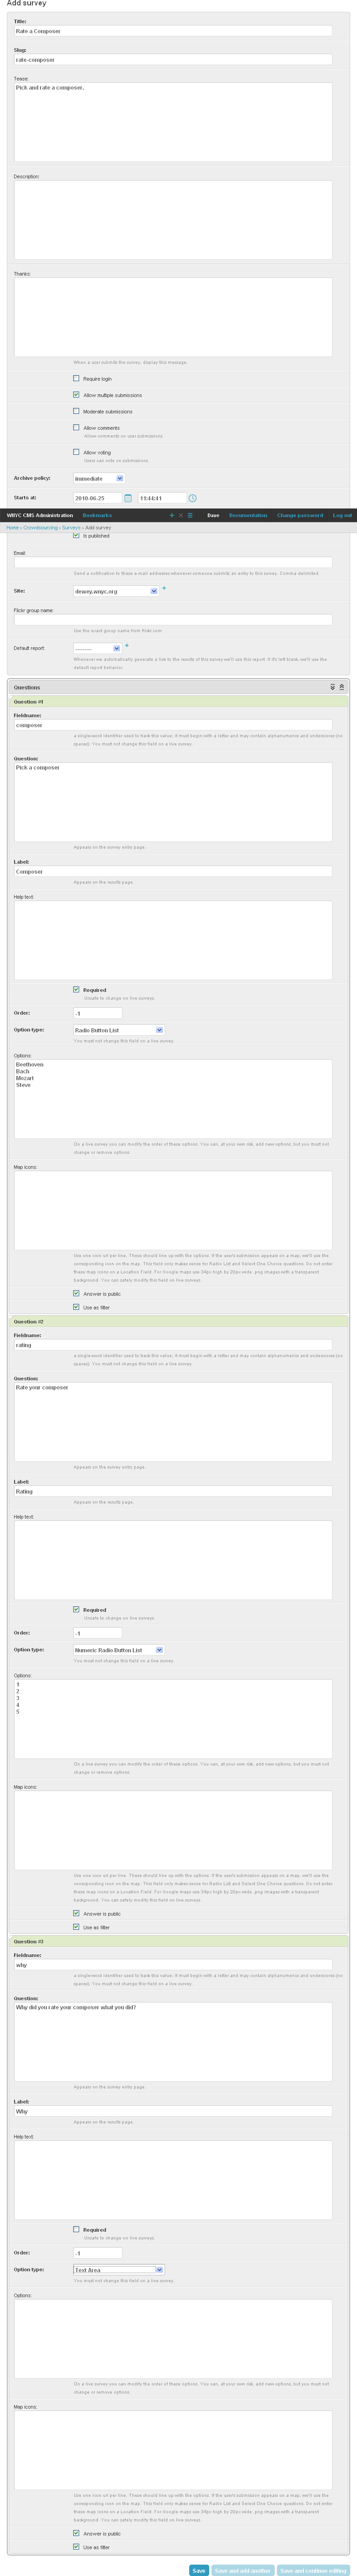 Add survey
Title:
Rate a Composer
Slug:
rate-composer
Tease:
Pick and rate a composer.
Description:
Thanks:
When a user submits the survey, display this message.
Require login
Allow multiple submissions
Moderate submissions
Allow comments
Allow comments on user submissions
Allow voting
Users can vote on submissions
Archive policy:
immediate
Starts at:
2010-06-25
11:44:41
WNYC CMS Administration
Bookmarks
Dave
Documentation
Change password
Log out
Home › Crowdsourcing › Surveys › Add survey
Is published
Email:
Send a notification to these e-mail addresses whenever someone submits an entry to this survey. Comma delimited.
Site:
dewey.wnyc.org
Flickr group name:
Use the exact group name from flickr.com
Default report:
---------
Whenever we automatically generate a link to the results of this survey we'll use this report. If it's left blank, we'll use the
default report behavior.
Questions
Question #1
Fieldname:
composer
a single-word identifier used to track this value; it must begin with a letter and may contain alphanumerics and underscores (no
spaces). You must not change this field on a live survey.
Question:
Pick a composer
Appears on the survey entry page.
Label:
Composer
Appears on the results page.
Help text:
Required
Unsafe to change on live surveys.
Order:
-1
Option type:
Radio Button List
You must not change this field on a live survey.
Options:
Beethoven
Bach
Mozart
Steve
On a live survey you can modify the order of these options. You can, at your own risk, add new options, but you must not
change or remove options.
Map icons:
Use one icon url per line. These should line up with the options. If the user's submission appears on a map, we'll use the
corresponding icon on the map. This field only makes sense for Radio List and Select One Choice questions. Do not enter
these map icons on a Location Field. For Google maps use 34px high by 20px wide .png images with a transparent
background. You can safely modify this field on live surveys.
Answer is public
Use as filter
Question #2
Fieldname:
rating
a single-word identifier used to track this value; it must begin with a letter and may contain alphanumerics and underscores (no
spaces). You must not change this field on a live survey.
Question:
Rate your composer
Appears on the survey entry page.
Label:
Rating
Appears on the results page.
Help text:
Required
Unsafe to change on live surveys.
Order:
-1
Option type:
Numeric Radio Button List
You must not change this field on a live survey.
Options:
1
2
3
4
5
On a live survey you can modify the order of these options. You can, at your own risk, add new options, but you must not
change or remove options.
Map icons:
Use one icon url per line. These should line up with the options. If the user's submission appears on a map, we'll use the
corresponding icon on the map. This field only makes sense for Radio List and Select One Choice questions. Do not enter
these map icons on a Location Field. For Google maps use 34px high by 20px wide .png images with a transparent
background. You can safely modify this field on live surveys.
Answer is public
Use as filter
Question #3
Fieldname:
why
a single-word identifier used to track this value; it must begin with a letter and may contain alphanumerics and underscores (no
spaces). You must not change this field on a live survey.
Question:
Why did you rate your composer what you did?
Appears on the survey entry page.
Label:
Why
Appears on the results page.
Help text:
Required
Unsafe to change on live surveys.
Order:
-1
Option type:
Text Area
You must not change this field on a live survey.
Options:
On a live survey you can modify the order of these options. You can, at your own risk, add new options, but you must not
change or remove options.
Map icons:
Use one icon url per line. These should line up with the options. If the user's submission appears on a map, we'll use the
corresponding icon on the map. This field only makes sense for Radio List and Select One Choice questions. Do not enter
these map icons on a Location Field. For Google maps use 34px high by 20px wide .png images with a transparent
background. You can safely modify this field on live surveys.
Answer is public
Use as filter
Save
Save and add another
Save and continue editing